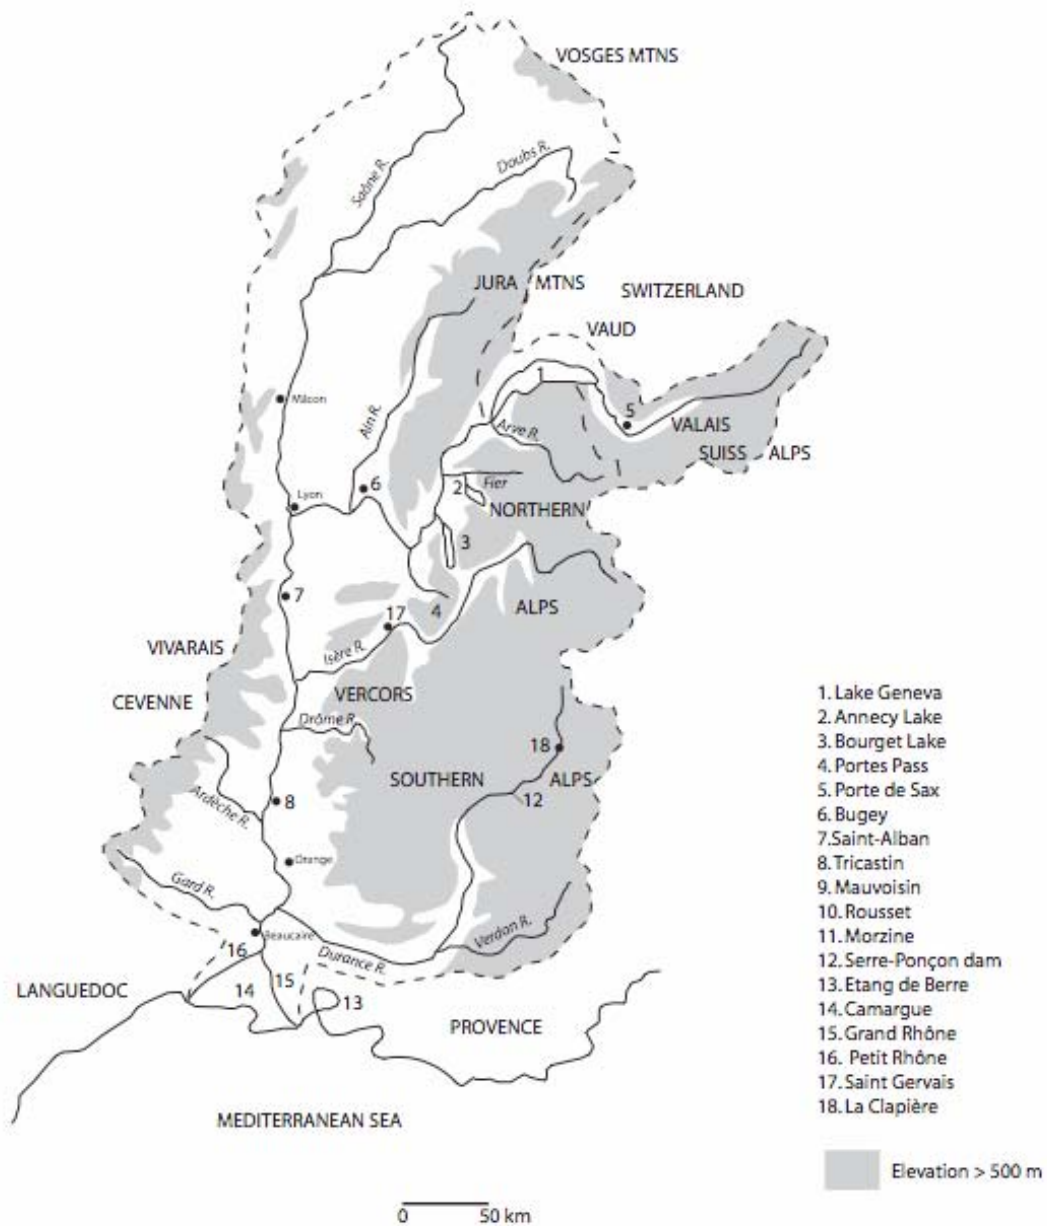 VOSGES MTNS
Saône R.
Doubs R.
JURA MTNS
SWITZERLAND
VAUD
1
5
VALAIS
SUISS ALPS
Mâcon
Ain R.
Arve R.
6
2
Fier
Lyon
NORTHERN
3
7
4
ALPS
17
VIVARAIS
Isère R.
CEVENNE
VERCORS
Drôme R.
18
SOUTHERN ALPS
12
8
Ardèche R.
Orange
Gard R.
Beaucaire
Verdon R.
16
Durance R.
LANGUEDOC
14
15
13
PROVENCE
MEDITERRANEAN SEA
1. Lake Geneva
2. Annecy Lake
3. Bourget Lake
4. Portes Pass
5. Porte de Sax
6. Bugey
7. Saint-Alban
8. Tricastin
9. Mauvoisin
10. Rousset
11. Morzine
12. Serre-Ponçon dam
13. Etang de Berre
14. Camargue
15. Grand Rhône
16. Petit Rhône
17. Saint Gervais
18. La Clapière
Elevation > 500 m
0 50 km